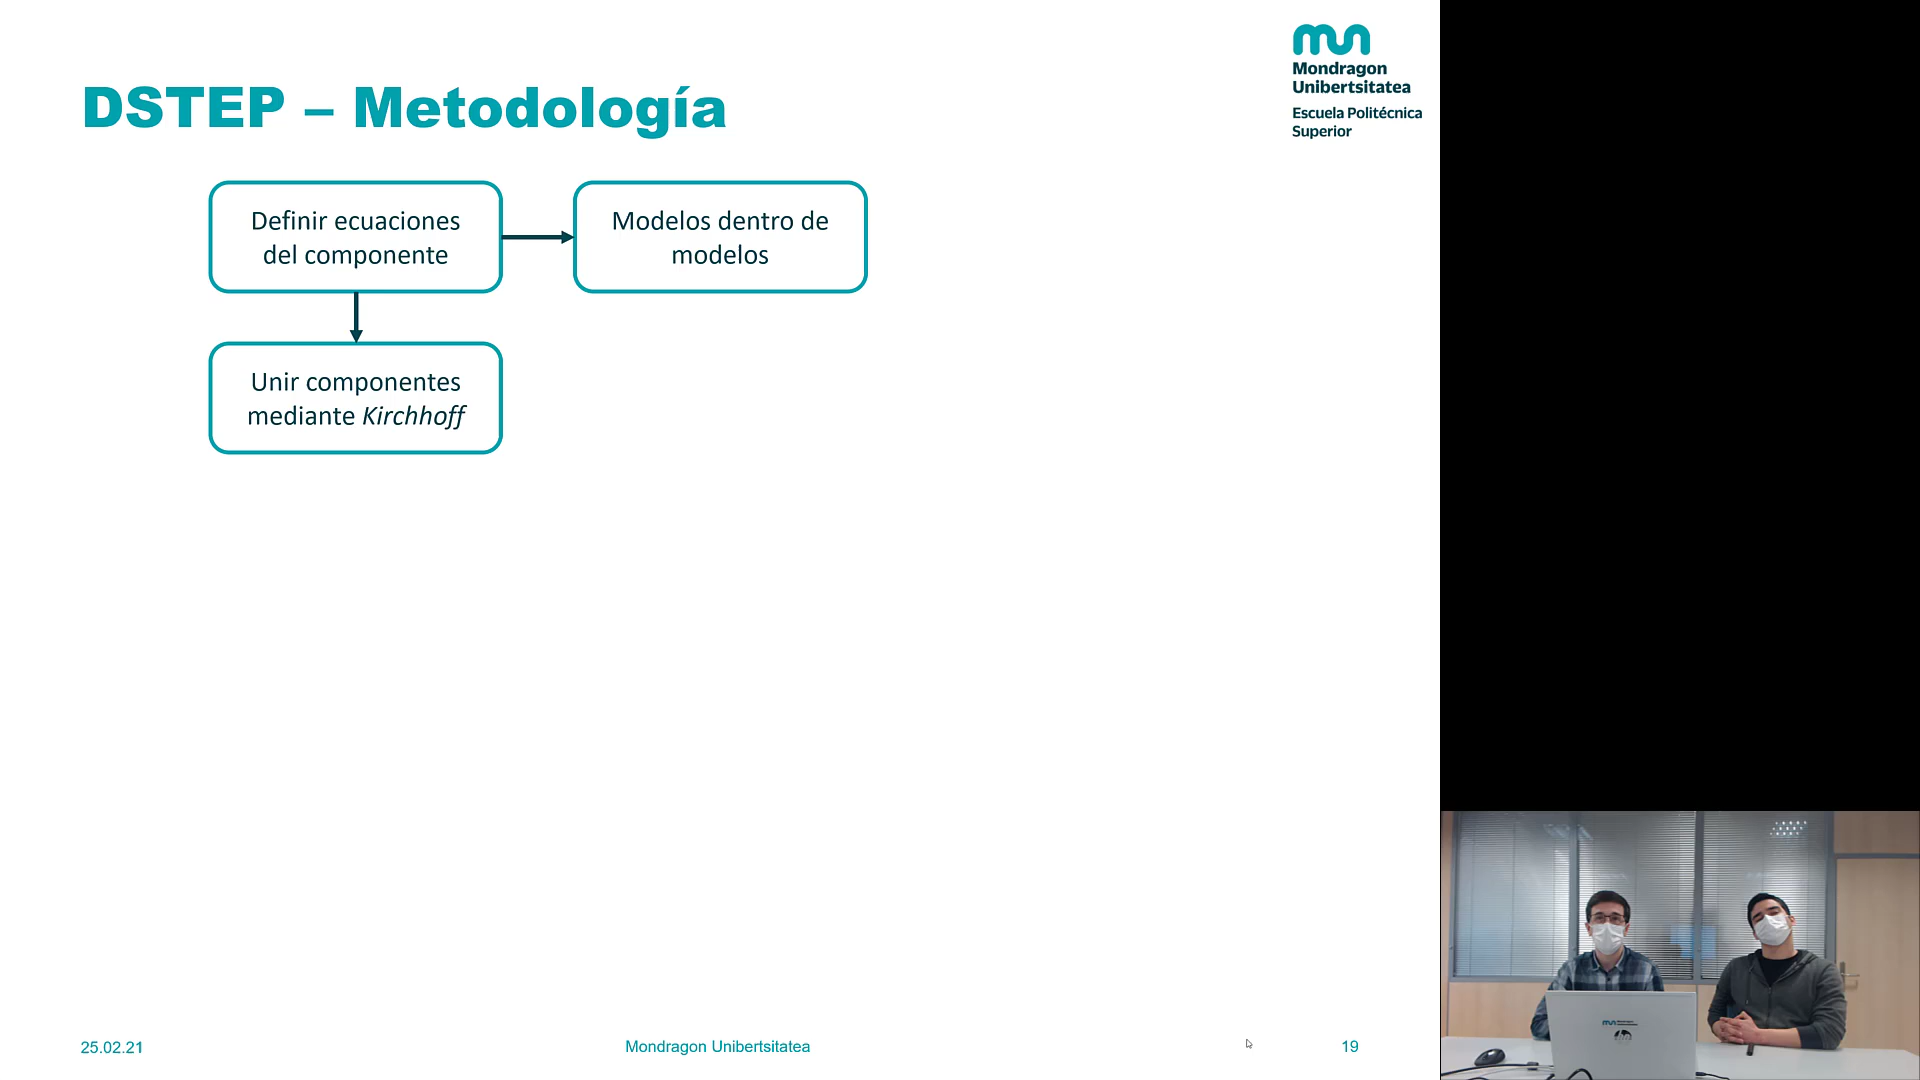 Mondragon
Unibertsitatea
Escuela Politécnica
Superior
DSTEP – Metodología
Definir ecuaciones
del componente
Modelos dentro de
modelos
Unir componentes
mediante Kirchhoff
25.02.21
Mondragon Unibertsitatea
19